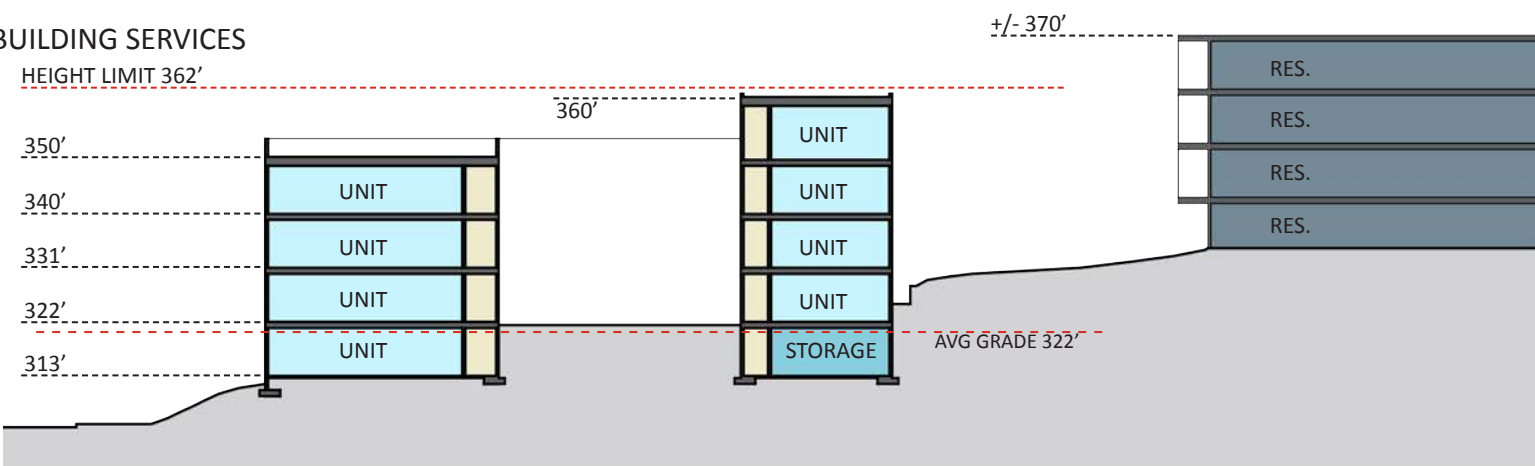 BUILDING SERVICES
HEIGHT LIMIT 362’
+/- 370’
360’
350’
340’
331’
322’
313’
UNIT
UNIT
UNIT
UNIT
UNIT
UNIT
UNIT
UNIT
STORAGE
AVG GRADE 322’
RES.
RES.
RES.
RES.